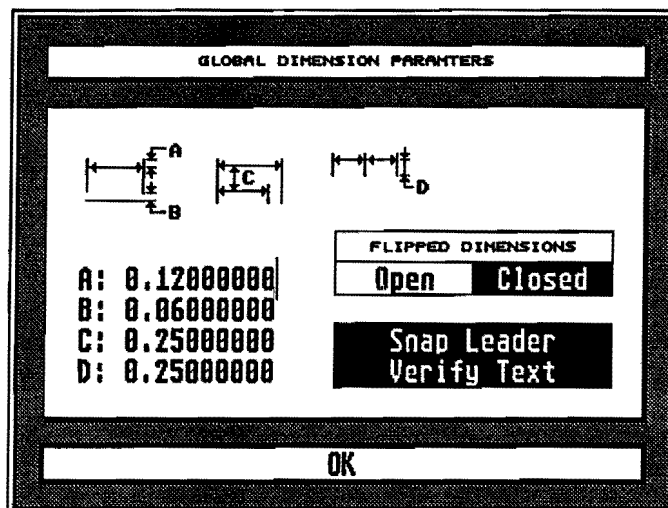 GLOBAL DIMENSION PARAMTERS
A
B
C
D
A: 0.12000000
B: 0.06000000
C: 0.25000000
D: 0.25000000
FLIPPED DIMENSIONS
Open Closed
Snap Leader
Verify Text
OK